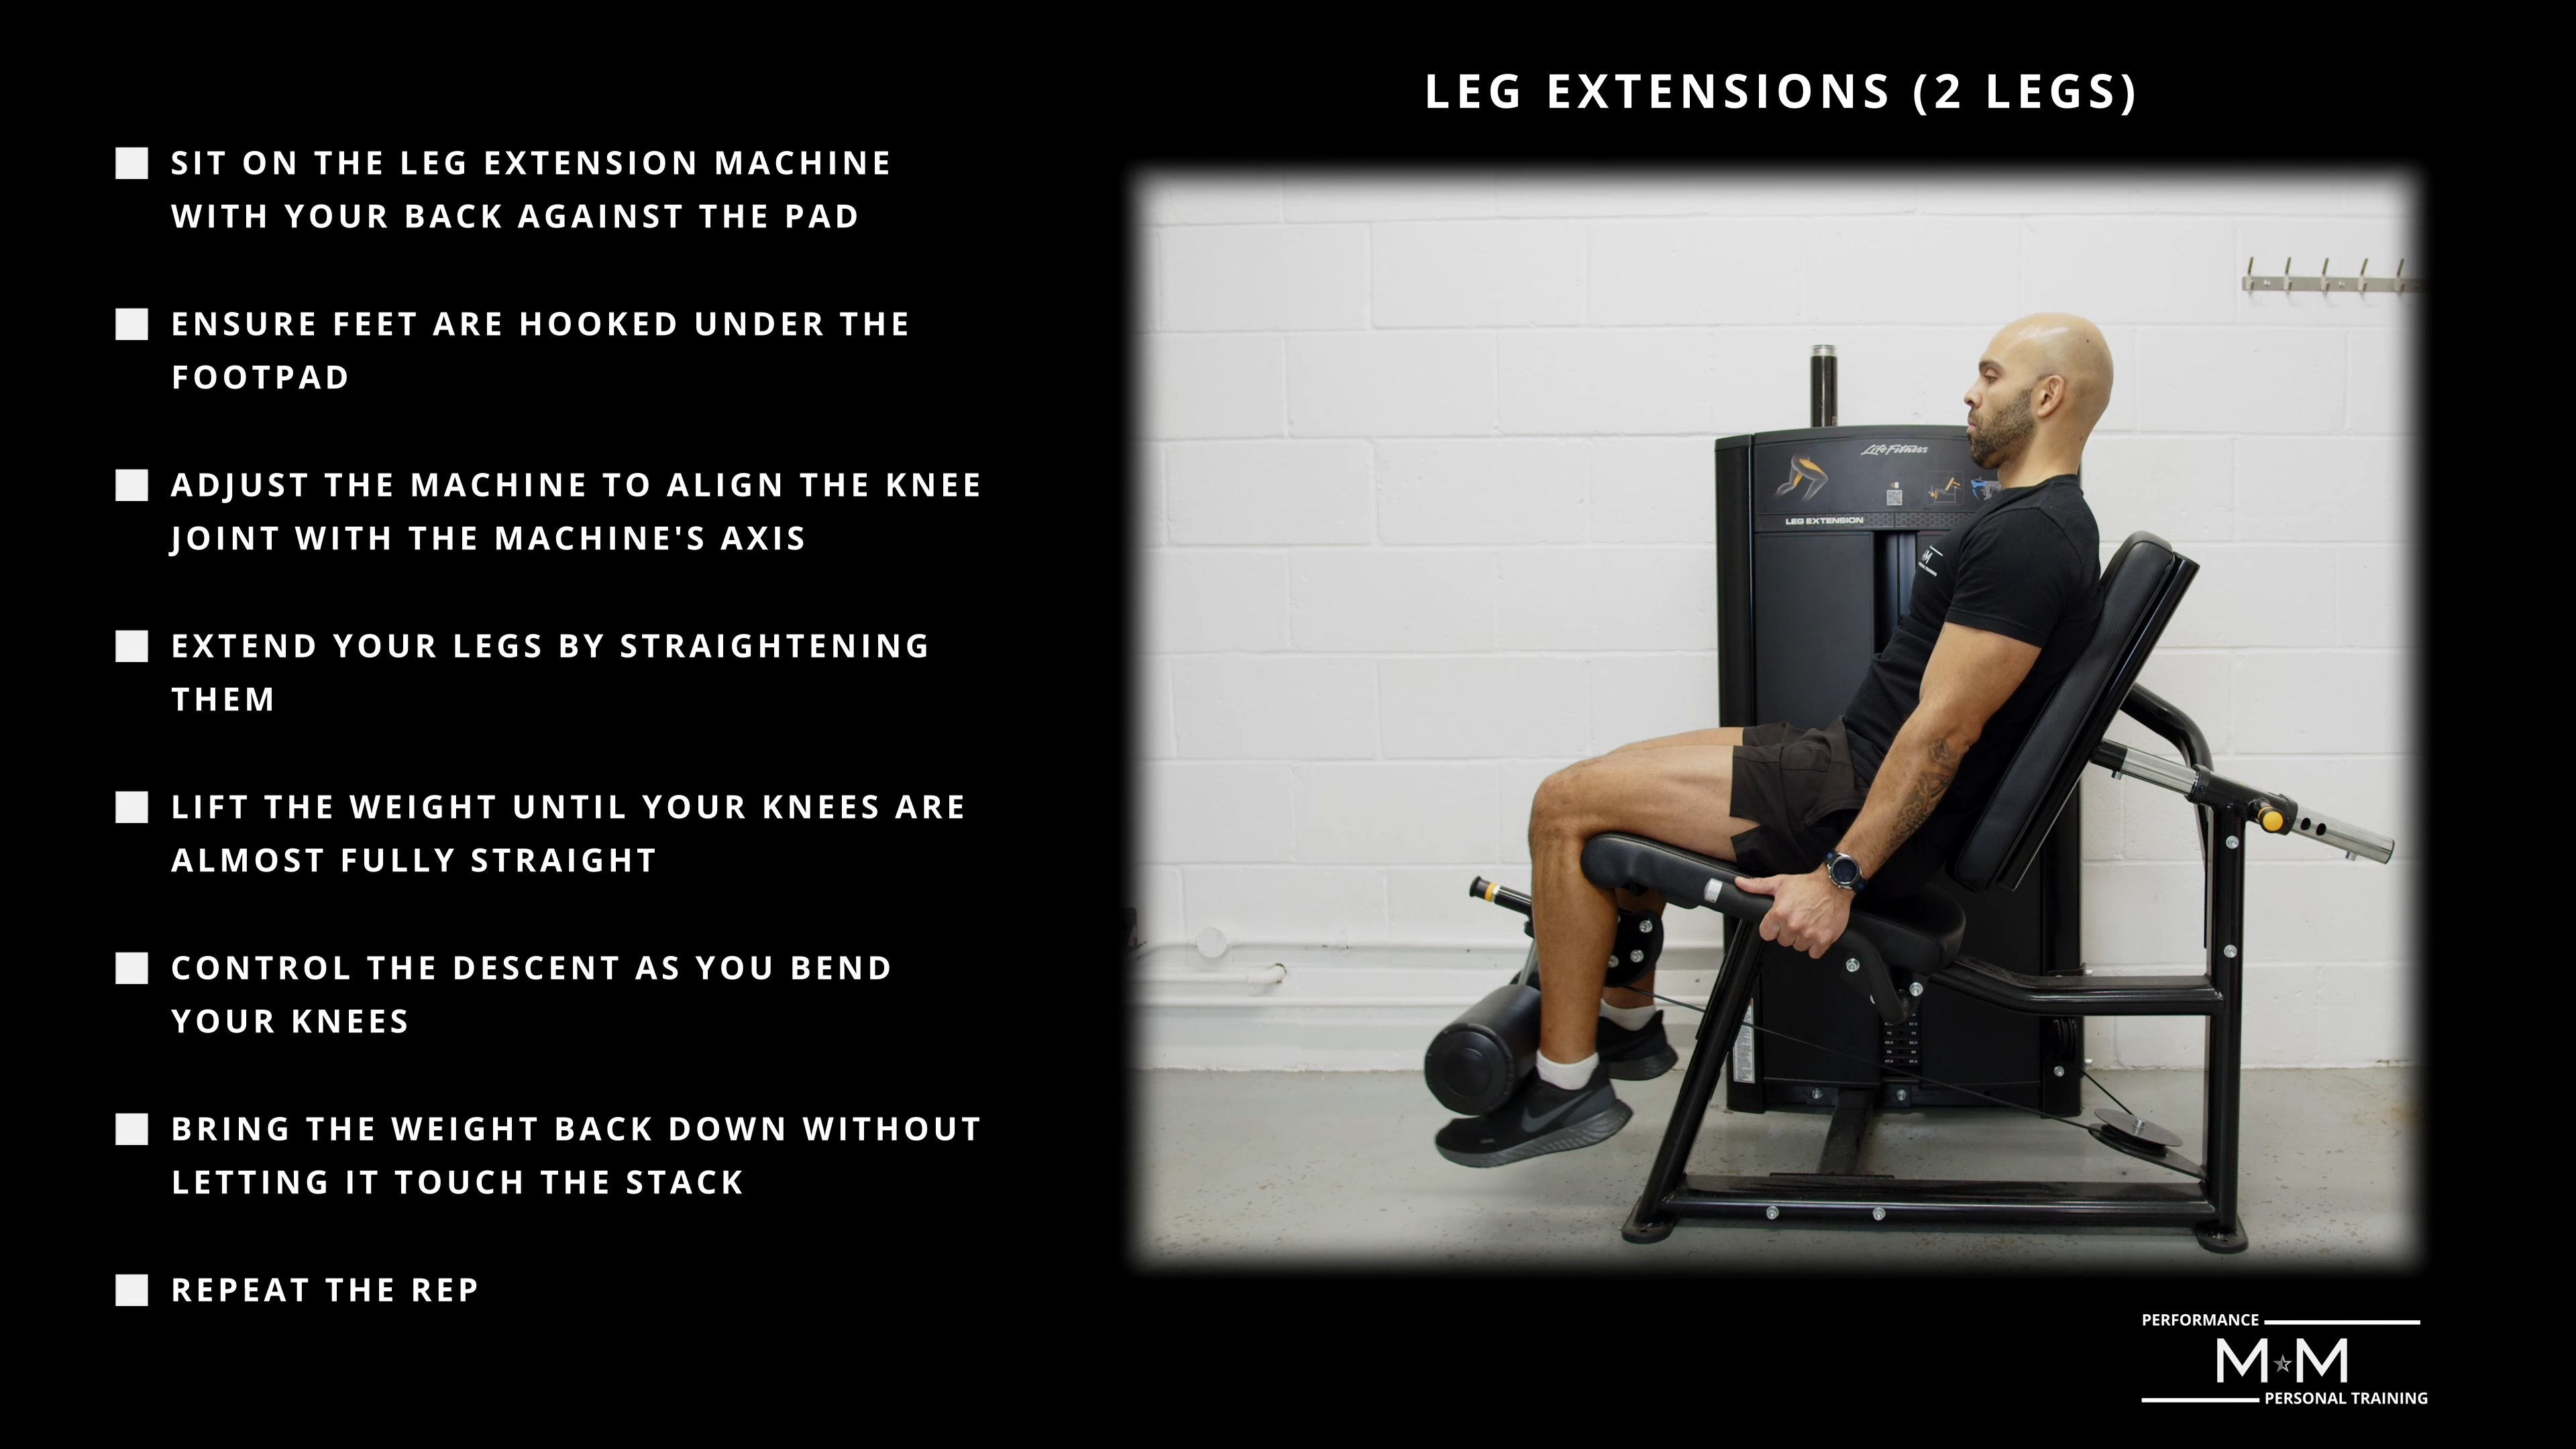 LEG EXTENSIONS (2 LEGS)
SIT ON THE LEG EXTENSION MACHINE
WITH YOUR BACK AGAINST THE PAD
ENSURE FEET ARE HOOKED UNDER THE
FOOTPAD
ADJUST THE MACHINE TO ALIGN THE KNEE
JOINT WITH THE MACHINE'S AXIS
EXTEND YOUR LEGS BY STRAIGHTENING
THEM
LIFT THE WEIGHT UNTIL YOUR KNEES ARE
ALMOST FULLY STRAIGHT
CONTROL THE DESCENT AS YOU BEND
YOUR KNEES
BRING THE WEIGHT BACK DOWN WITHOUT
LETTING IT TOUCH THE STACK
REPEAT THE REP
Life Fitness
LEG EXTENSION
PERFORMANCE
M M
PERSONAL TRAINING